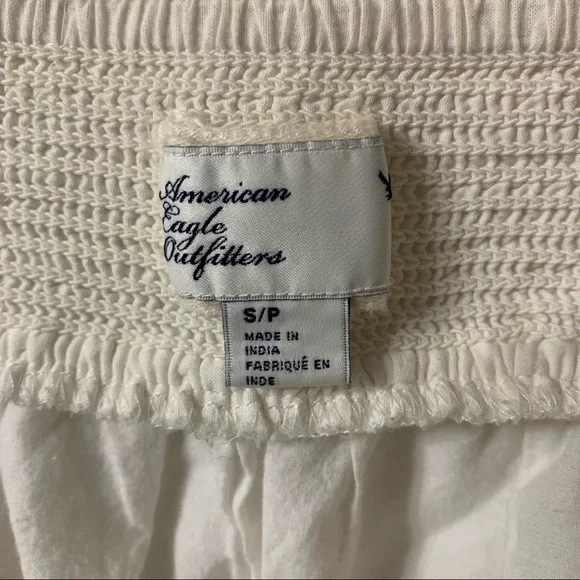 American
Eagle
Outfitters
S/P
MADE IN
INDIA
FABRIQUÉ EN
INDE